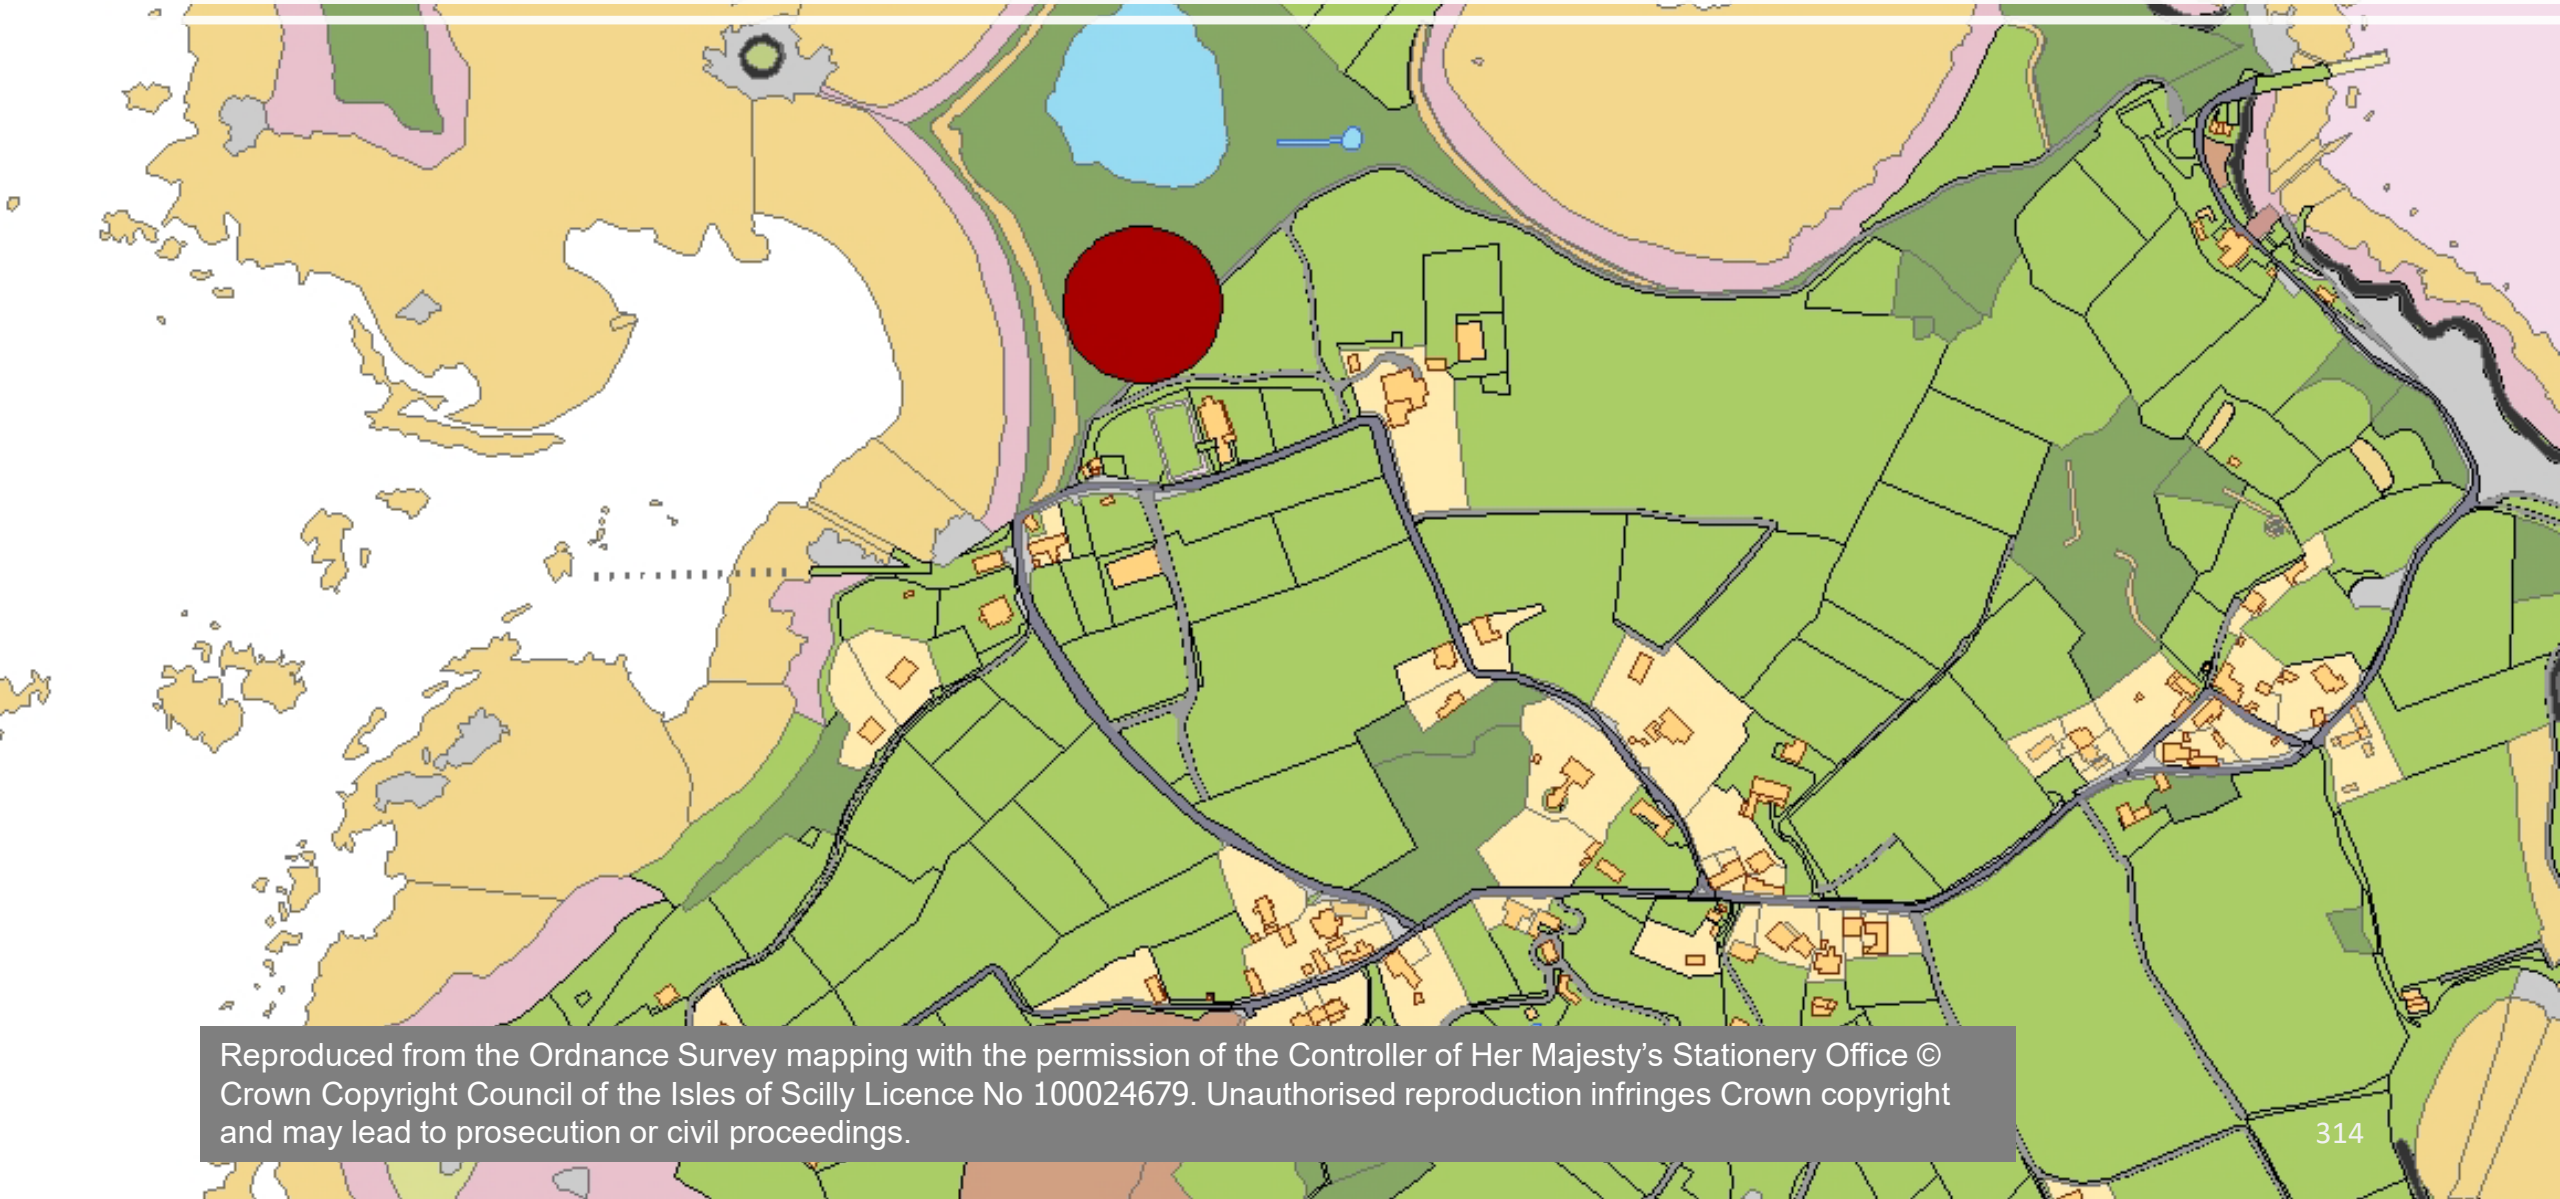 Reproduced from the Ordnance Survey mapping with the permission of the Controller of Her Majesty’s Stationery Office ©
Crown Copyright Council of the Isles of Scilly Licence No 100024679. Unauthorised reproduction infringes Crown copyright
and may lead to prosecution or civil proceedings.
314